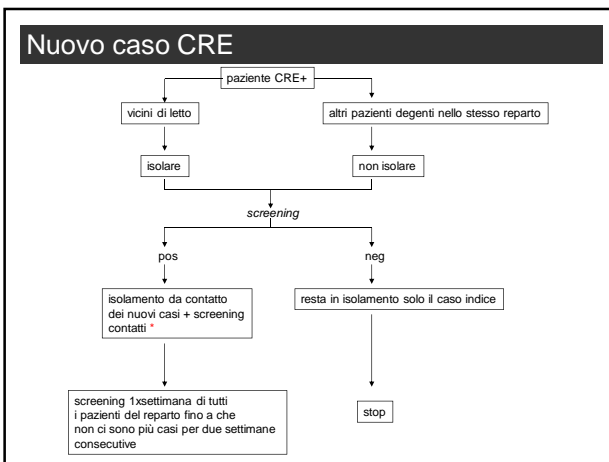 Nuovo caso CRE
paziente CRE+
vicini di letto
altri pazienti degenti nello stesso reparto
isolare
non isolare
screening
pos
neg
isolamento da contatto
dei nuovi casi + screening
contatti *
resta in isolamento solo il caso indice
screening 1xsettimana di tutti
i pazienti del reparto fino a che
non ci sono più casi per due settimane
consecutive
stop